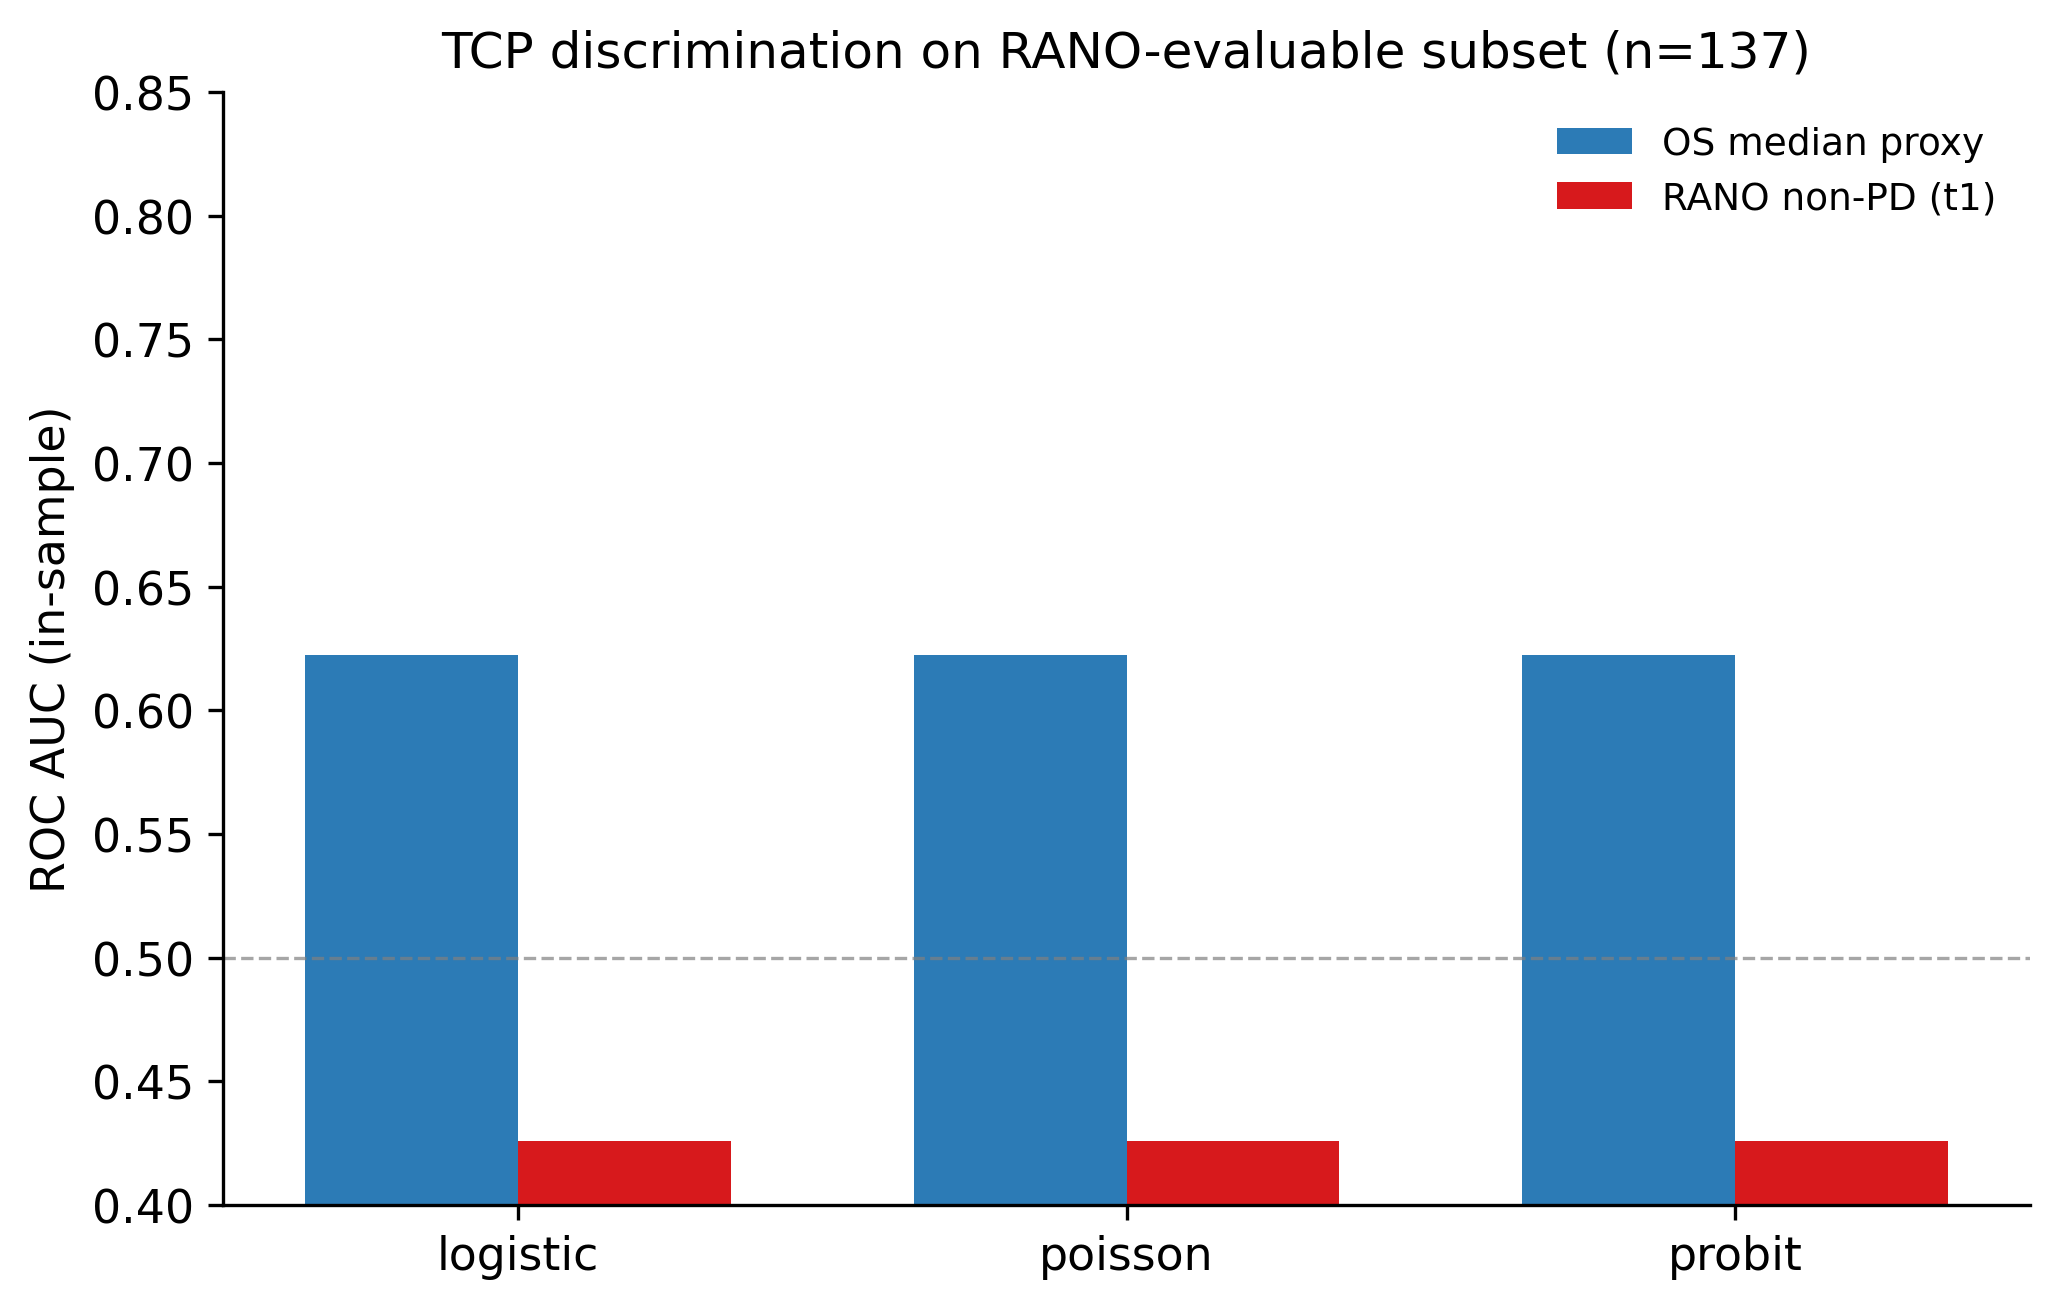 TCP discrimination on RANO-evaluable subset (n=137)
OS median proxy
RANO non-PD (t1)
ROC AUC (in-sample)
0.85
0.80
0.75
0.70
0.65
0.60
0.55
0.50
0.45
0.40
logistic
poisson
probit